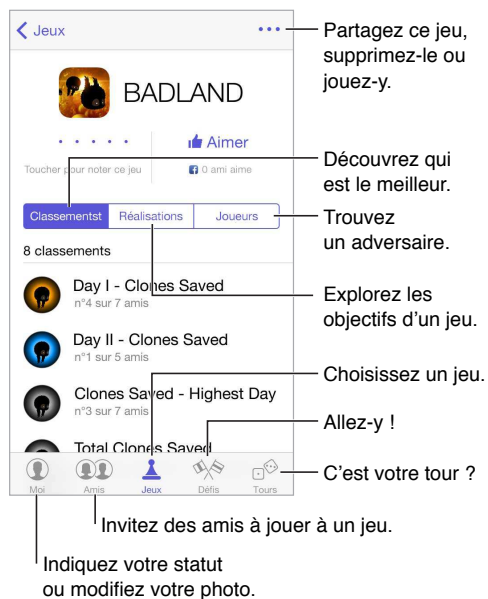 Jeux
BADLAND
Aimer
Toucher pour noter ce jeu
0 ami aime
Classementst
Réalisations
Joueurs
8 classements
Day I - Clones Saved
n°4 sur 7 amis
Day II - Clones Saved
n°1 sur 5 amis
Clones Saved - Highest Day
n°3 sur 7 amis
Total Clones Saved
Moi
Amis
Jeux
Défis
Tours
Partagez ce jeu,
supprimez-le ou
jouez-y.
Découvrez qui
est le meilleur.
Trouvez
un adversaire.
Explorez les
objectifs d'un jeu.
Choisissez un jeu.
Allez-y !
C'est votre tour ?
Invitez des amis à jouer à un jeu.
Indiquez votre statut
ou modifiez votre photo.